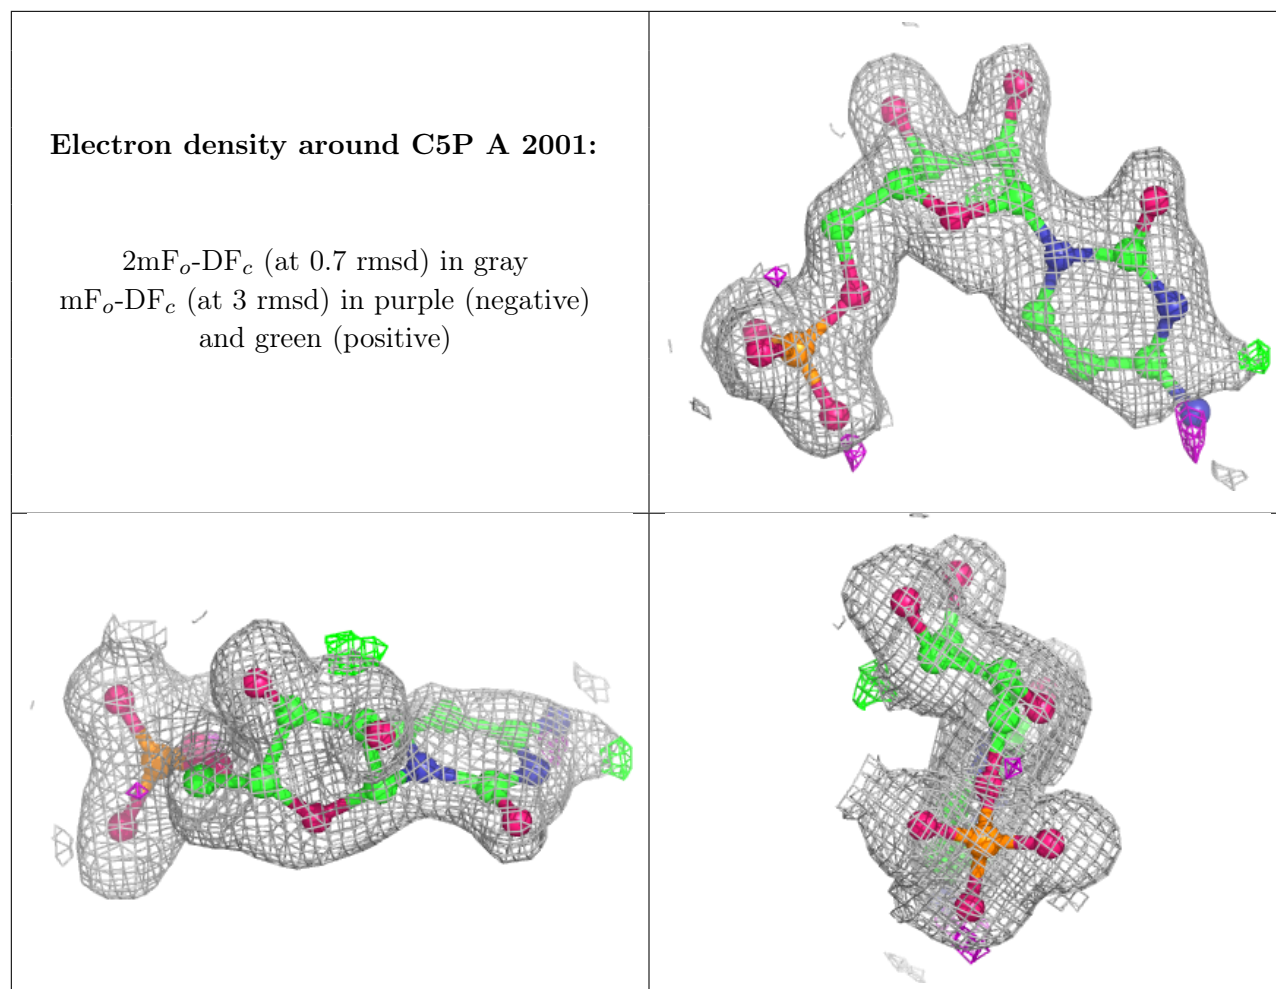 Electron density around C5P A 2001:
2mFₒ-DF𝒸 (at 0.7 rmsd) in gray
mFₒ-DF𝒸 (at 3 rmsd) in purple (negative)
and green (positive)